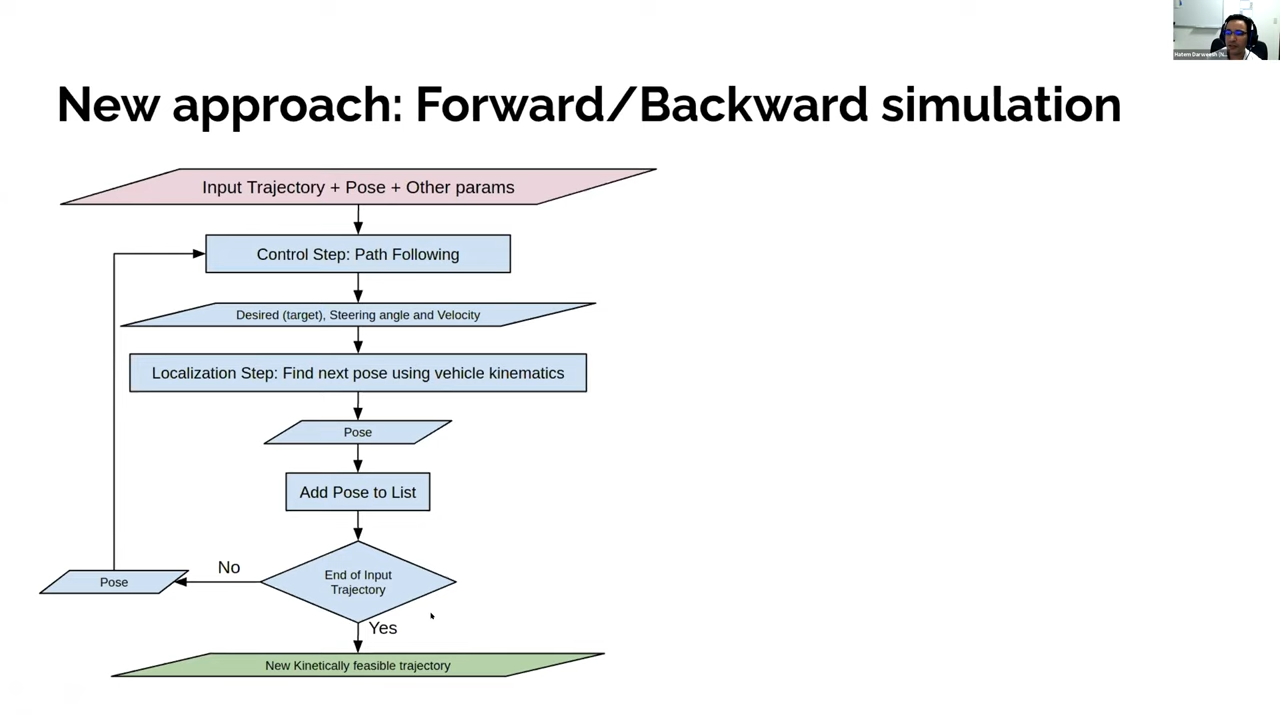 Hatem Darweesh (N...
New approach: Forward/Backward simulation
Input Trajectory + Pose + Other params
Control Step: Path Following
Desired (target), Steering angle and Velocity
Localization Step: Find next pose using vehicle kinematics
Pose
Add Pose to List
End of Input
Trajectory
No
Pose
Yes
New Kinetically feasible trajectory